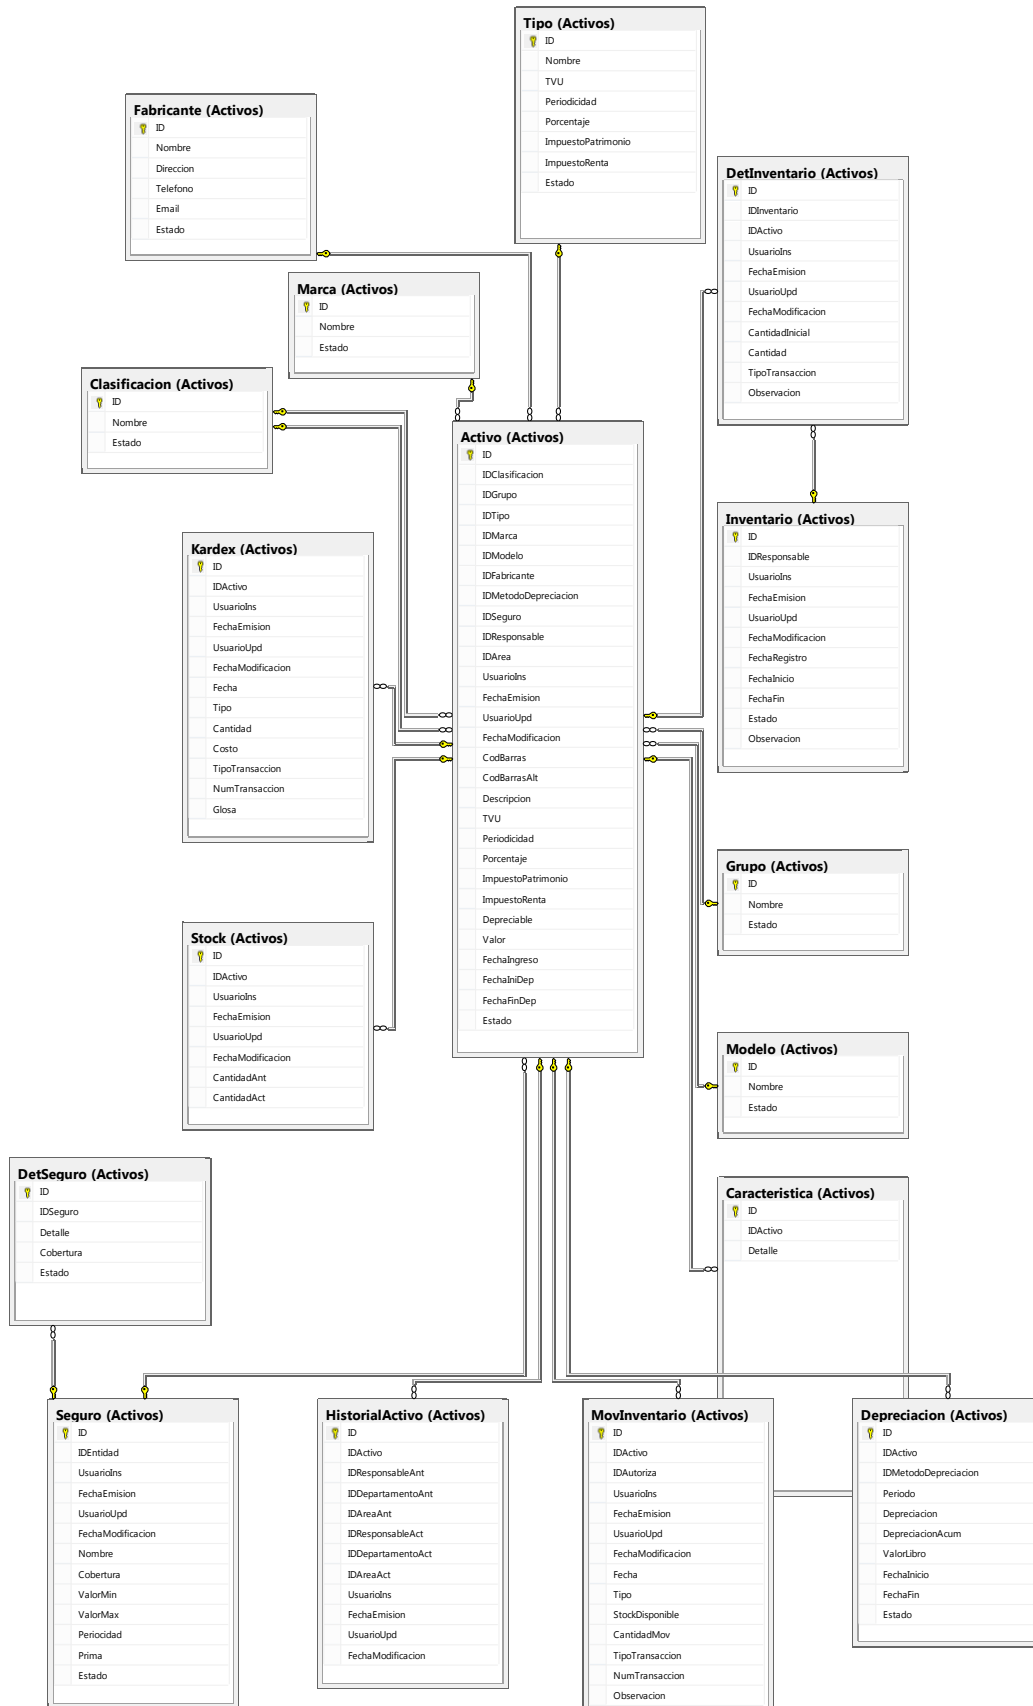 Tipo (Activos)
ID
Nombre
TVU
Periodicidad
Porcentaje
ImpuestoPatrimonio
ImpuestoRenta
Estado
Fabricante (Activos)
ID
Nombre
Direccion
Telefono
Email
Estado
DetInventario (Activos)
ID
IDInventario
IDActivo
UsuarioIns
FechaEmision
UsuarioUpd
FechaModificacion
CantidadInicial
Cantidad
TipoTransaccion
Observacion
Marca (Activos)
ID
Nombre
Estado
Clasificacion (Activos)
ID
Nombre
Estado
Activo (Activos)
ID
IDClasificacion
IDGrupo
IDTipo
IDMarca
IDModelo
IDFabricante
IDMetodoDepreciacion
IDSeguro
IDResponsable
IDArea
UsuarioIns
FechaEmision
UsuarioUpd
FechaModificacion
CodBarras
CodBarrasAlt
Descripcion
TVU
Periodicidad
Porcentaje
ImpuestoPatrimonio
ImpuestoRenta
Depreciable
Valor
FechaIngreso
FechaIniDep
FechaFinDep
Estado
Inventario (Activos)
ID
IDResponsable
UsuarioIns
FechaEmision
UsuarioUpd
FechaModificacion
FechaRegistro
FechaInicio
FechaFin
Estado
Observacion
Kardex (Activos)
ID
IDActivo
UsuarioIns
FechaEmision
UsuarioUpd
FechaModificacion
Fecha
Tipo
Cantidad
Costo
TipoTransaccion
NumTransaccion
Glosa
Grupo (Activos)
ID
Nombre
Estado
Stock (Activos)
ID
IDActivo
UsuarioIns
FechaEmision
UsuarioUpd
FechaModificacion
CantidadAnt
CantidadAct
Modelo (Activos)
ID
Nombre
Estado
DetSeguro (Activos)
ID
IDSeguro
Detalle
Cobertura
Estado
Caracteristica (Activos)
ID
IDActivo
Detalle
Seguro (Activos)
ID
IDEntidad
UsuarioIns
FechaEmision
UsuarioUpd
FechaModificacion
Nombre
Cobertura
ValorMin
ValorMax
Periocidad
Prima
Estado
HistorialActivo (Activos)
ID
IDActivo
IDResponsableAnt
IDDepartamentoAnt
IDAreaAnt
IDResponsableAct
IDDepartamentoAct
IDAreaAct
UsuarioIns
FechaEmision
UsuarioUpd
FechaModificacion
MovInventario (Activos)
ID
IDActivo
IDAutoriza
UsuarioIns
FechaEmision
UsuarioUpd
FechaModificacion
Fecha
Tipo
StockDisponible
CantidadMov
TipoTransaccion
NumTransaccion
Observacion
Depreciacion (Activos)
ID
IDActivo
IDMetodoDepreciacion
Periodo
Depreciacion
DepreciacionAcum
ValorLibro
FechaInicio
FechaFin
Estado